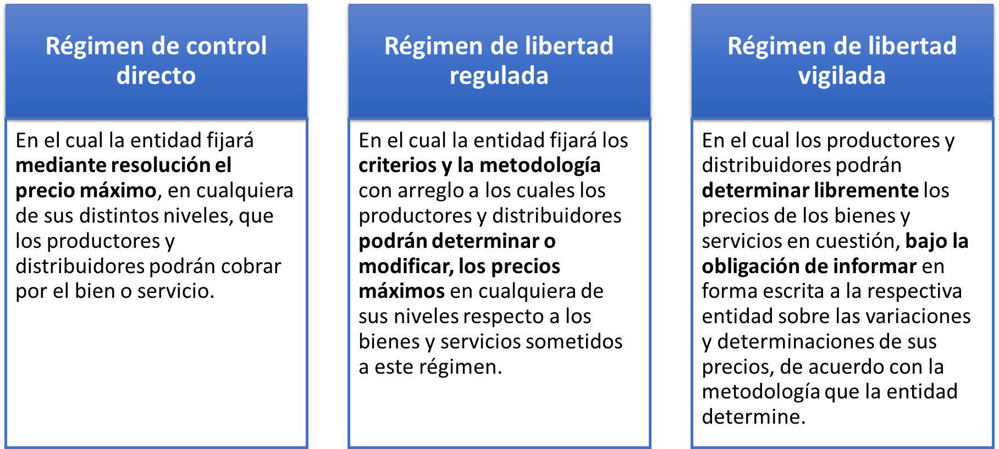 Régimen de control
directo
En el cual la entidad fijará
mediante resolución el
precio máximo, en cualquiera
de sus distintos niveles, que
los productores y
distribuidores podrán cobrar
por el bien o servicio.
Régimen de libertad
regulada
En el cual la entidad fijará los
criterios y la metodología
con arreglo a los cuales los
productores y distribuidores
podrán determinar o
modificar, los precios
máximos en cualquiera de
sus niveles respecto a los
bienes y servicios sometidos
a este régimen.
Régimen de libertad
vigilada
En el cual los productores y
distribuidores podrán
determinar libremente los
precios de los bienes y
servicios en cuestión, bajo la
obligación de informar en
forma escrita a la respectiva
entidad sobre las variaciones
y determinaciones de sus
precios, de acuerdo con la
metodología que la entidad
determine.